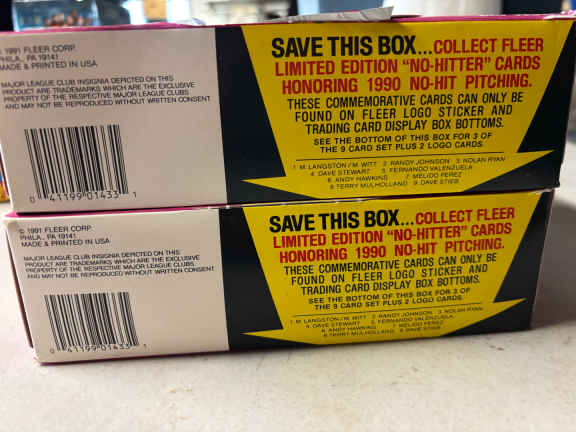 © 1991 FLEER CORP.
PHILA., PA 19141
MADE & PRINTED IN USA
MAJOR LEAGUE CLUB INSIGNIA DEPICTED ON THIS
PRODUCT ARE TRADEMARKS WHICH ARE THE EXCLUSIVE
PROPERTY OF THE RESPECTIVE MAJOR LEAGUE CLUBS
AND MAY NOT BE REPRODUCED WITHOUT WRITTEN CONSENT.
0 41199 01433 1
SAVE THIS BOX...COLLECT FLEER
LIMITED EDITION "NO-HITTER" CARDS
HONORING 1990 NO-HIT PITCHING.
THESE COMMEMORATIVE CARDS CAN ONLY BE
FOUND ON FLEER LOGO STICKER AND
TRADING CARD DISPLAY BOX BOTTOMS.
SEE THE BOTTOM OF THIS BOX FOR 3 OF
THE 9 CARD SET PLUS 2 LOGO CARDS.
1 M. LANGSTON/M. WITT 2 RANDY JOHNSON 3 NOLAN RYAN
4 DAVE STEWART 5 FERNANDO VALENZUELA
6 ANDY HAWKING 7 MELIDO PEREZ
8 TERRY MULHOLLAND 9 DAVE STIEB
© 1991 FLEER CORP.
PHILA., PA 19141
MADE & PRINTED IN USA
MAJOR LEAGUE CLUB INSIGNIA DEPICTED ON THIS
PRODUCT ARE TRADEMARKS WHICH ARE THE EXCLUSIVE
PROPERTY OF THE RESPECTIVE MAJOR LEAGUE CLUBS
AND MAY NOT BE REPRODUCED WITHOUT WRITTEN CONSENT
0 41199 01433 1
SAVE THIS BOX...COLLECT FLEER
LIMITED EDITION "NO-HITTER" CARDS
HONORING 1990 NO-HIT PITCHING.
THESE COMMEMORATIVE CARDS CAN ONLY BE
FOUND ON FLEER LOGO STICKER AND
TRADING CARD DISPLAY BOX BOTTOMS.
SEE THE BOTTOM OF THIS BOX FOR 3 OF
THE 9 CARD SET PLUS 2 LOGO CARDS.
1 M. LANGSTON/M. WITT 2 RANDY JOHNSON 3 NOLAN RYAN
4 DAVE STEWART 5 FERNANDO VALENZUELA
6 ANDY HAWKING 7 MELIDO PEREZ
8 TERRY MULHOLLAND 9 DAVE STIEB